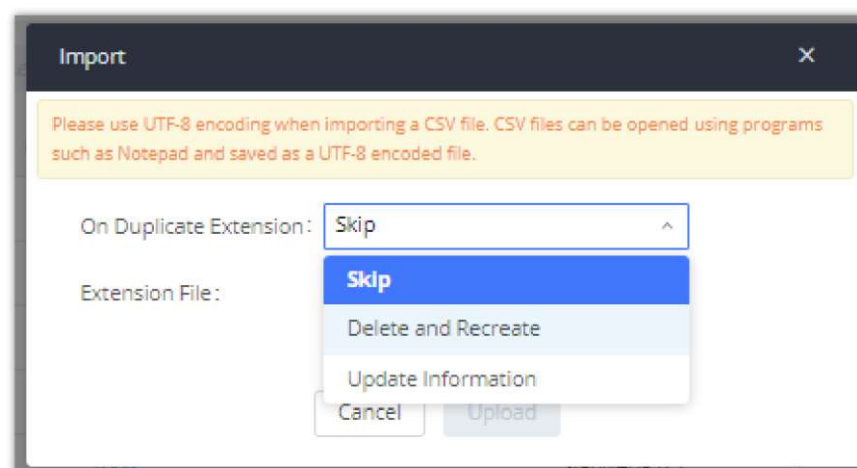 Import
Please use UTF-8 encoding when importing a CSV file. CSV files can be opened using programs
such as Notepad and saved as a UTF-8 encoded file.
On Duplicate Extension: Skip
Skip
Extension File:
Delete and Recreate
Update Information
Cancel Upload